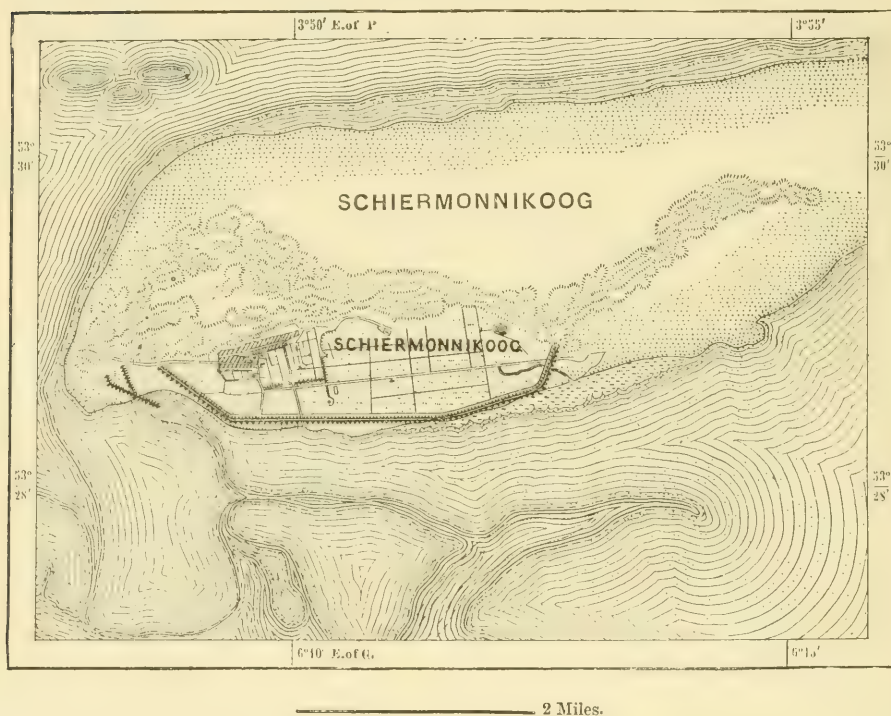 3°50′ E.of P
3°55′
53°
30′
53°
30′
SCHIERMONNIKOOG
SCHIERMONNIKOOG
53°
28′
53°
28′
6°10′ E.of G.
6°15′
2 Miles.